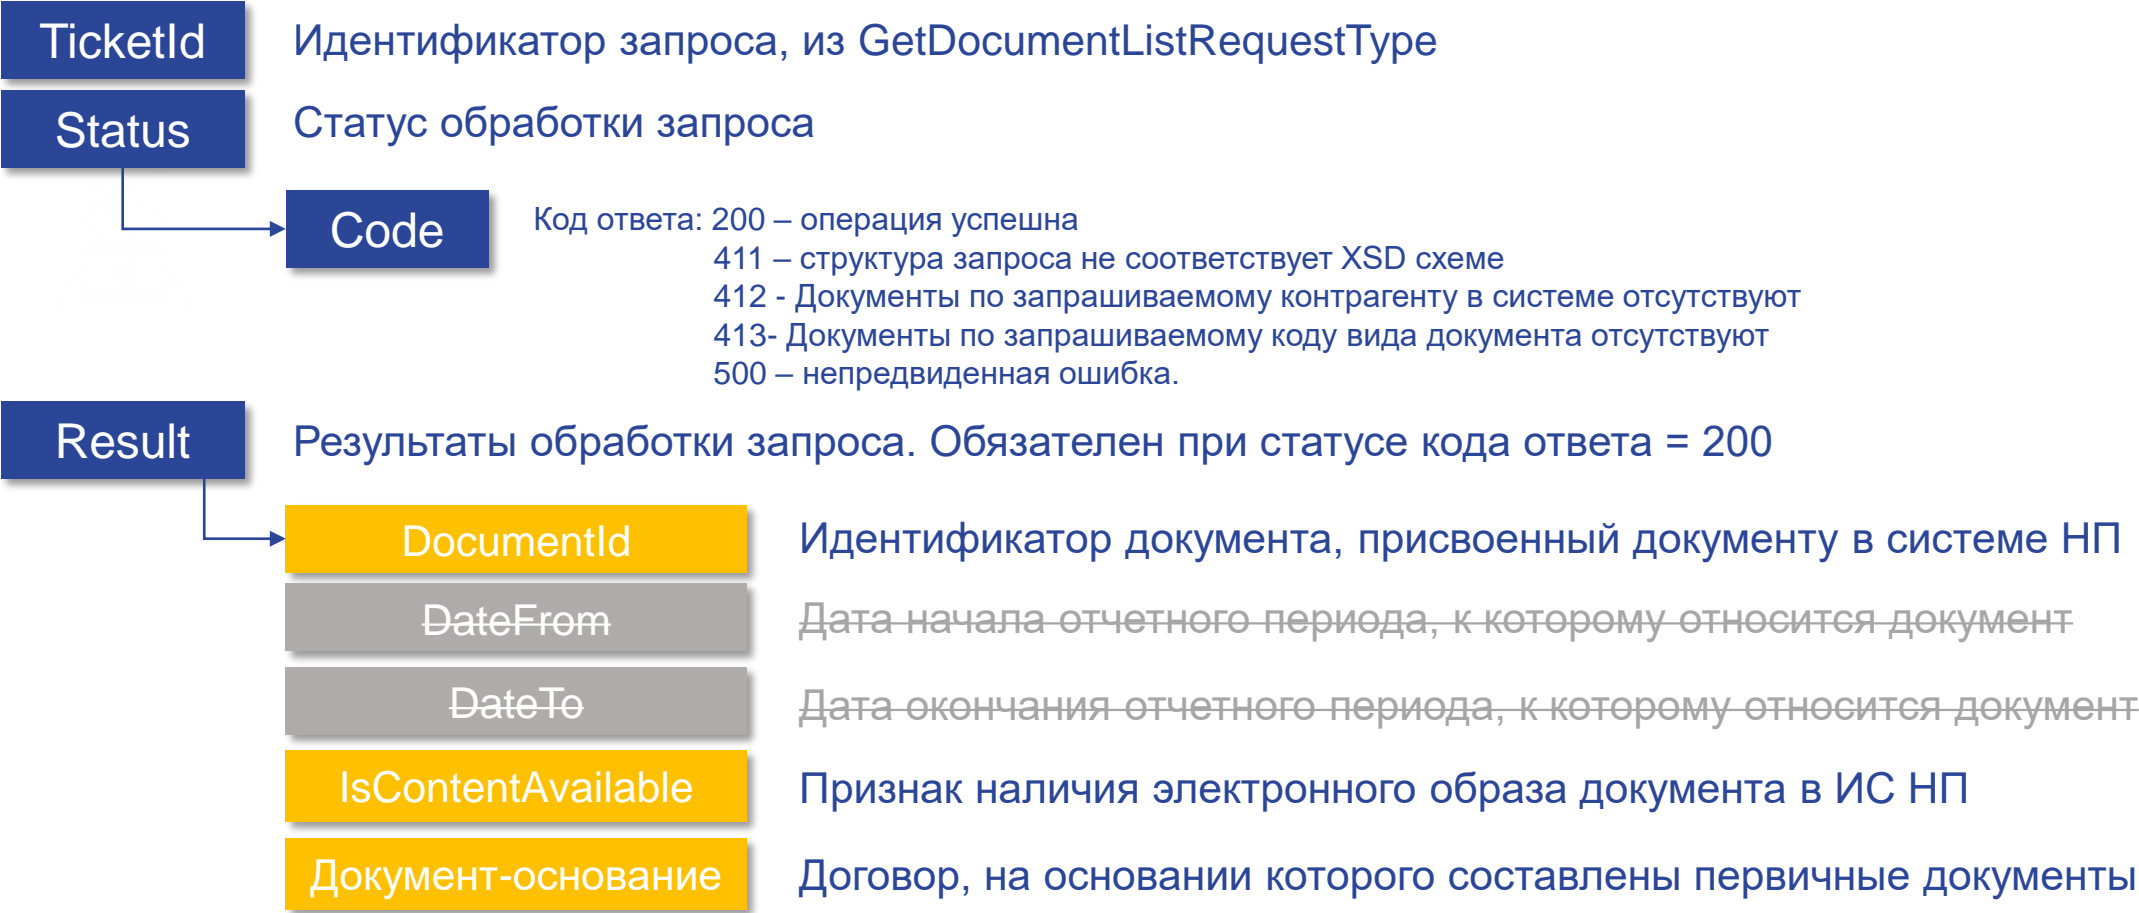 TicketId Идентификатор запроса, из GetDocumentListRequestType
Status Статус обработки запроса
Code Код ответа: 200 – операция успешна
411 – структура запроса не соответствует XSD схеме
412 - Документы по запрашиваемому контрагенту в системе отсутствуют
413- Документы по запрашиваемому коду вида документа отсутствуют
500 – непредвиденная ошибка.
Result Результаты обработки запроса. Обязателен при статусе кода ответа = 200
DocumentId Идентификатор документа, присвоенный документу в системе НП
DateFrom Дата начала отчетного периода, к которому относится документ
DateTo Дата окончания отчетного периода, к которому относится документ
IsContentAvailable Признак наличия электронного образа документа в ИС НП
Документ-основание Договор, на основании которого составлены первичные документы